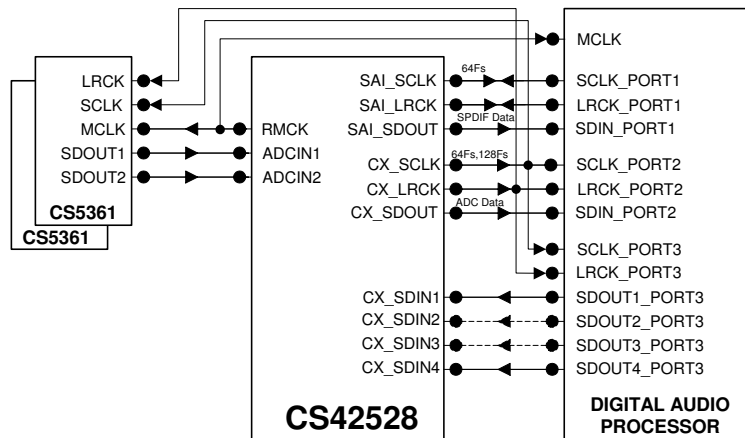 LRCK
SCLK
MCLK
SDOUT1
SDOUT2
CS5361
CS5361
RMCK
ADCIN1
ADCIN2
SAI_SCLK
SAI_LRCK
SAI_SDOUT
CX_SCLK
CX_LRCK
CX_SDOUT
CX_SDIN1
CX_SDIN2
CX_SDIN3
CX_SDIN4
CS42528
64Fs
SPDIF Data
64Fs,128Fs
ADC Data
MCLK
SCLK_PORT1
LRCK_PORT1
SDIN_PORT1
SCLK_PORT2
LRCK_PORT2
SDIN_PORT2
SCLK_PORT3
LRCK_PORT3
SDOUT1_PORT3
SDOUT2_PORT3
SDOUT3_PORT3
SDOUT4_PORT3
DIGITAL AUDIO
PROCESSOR